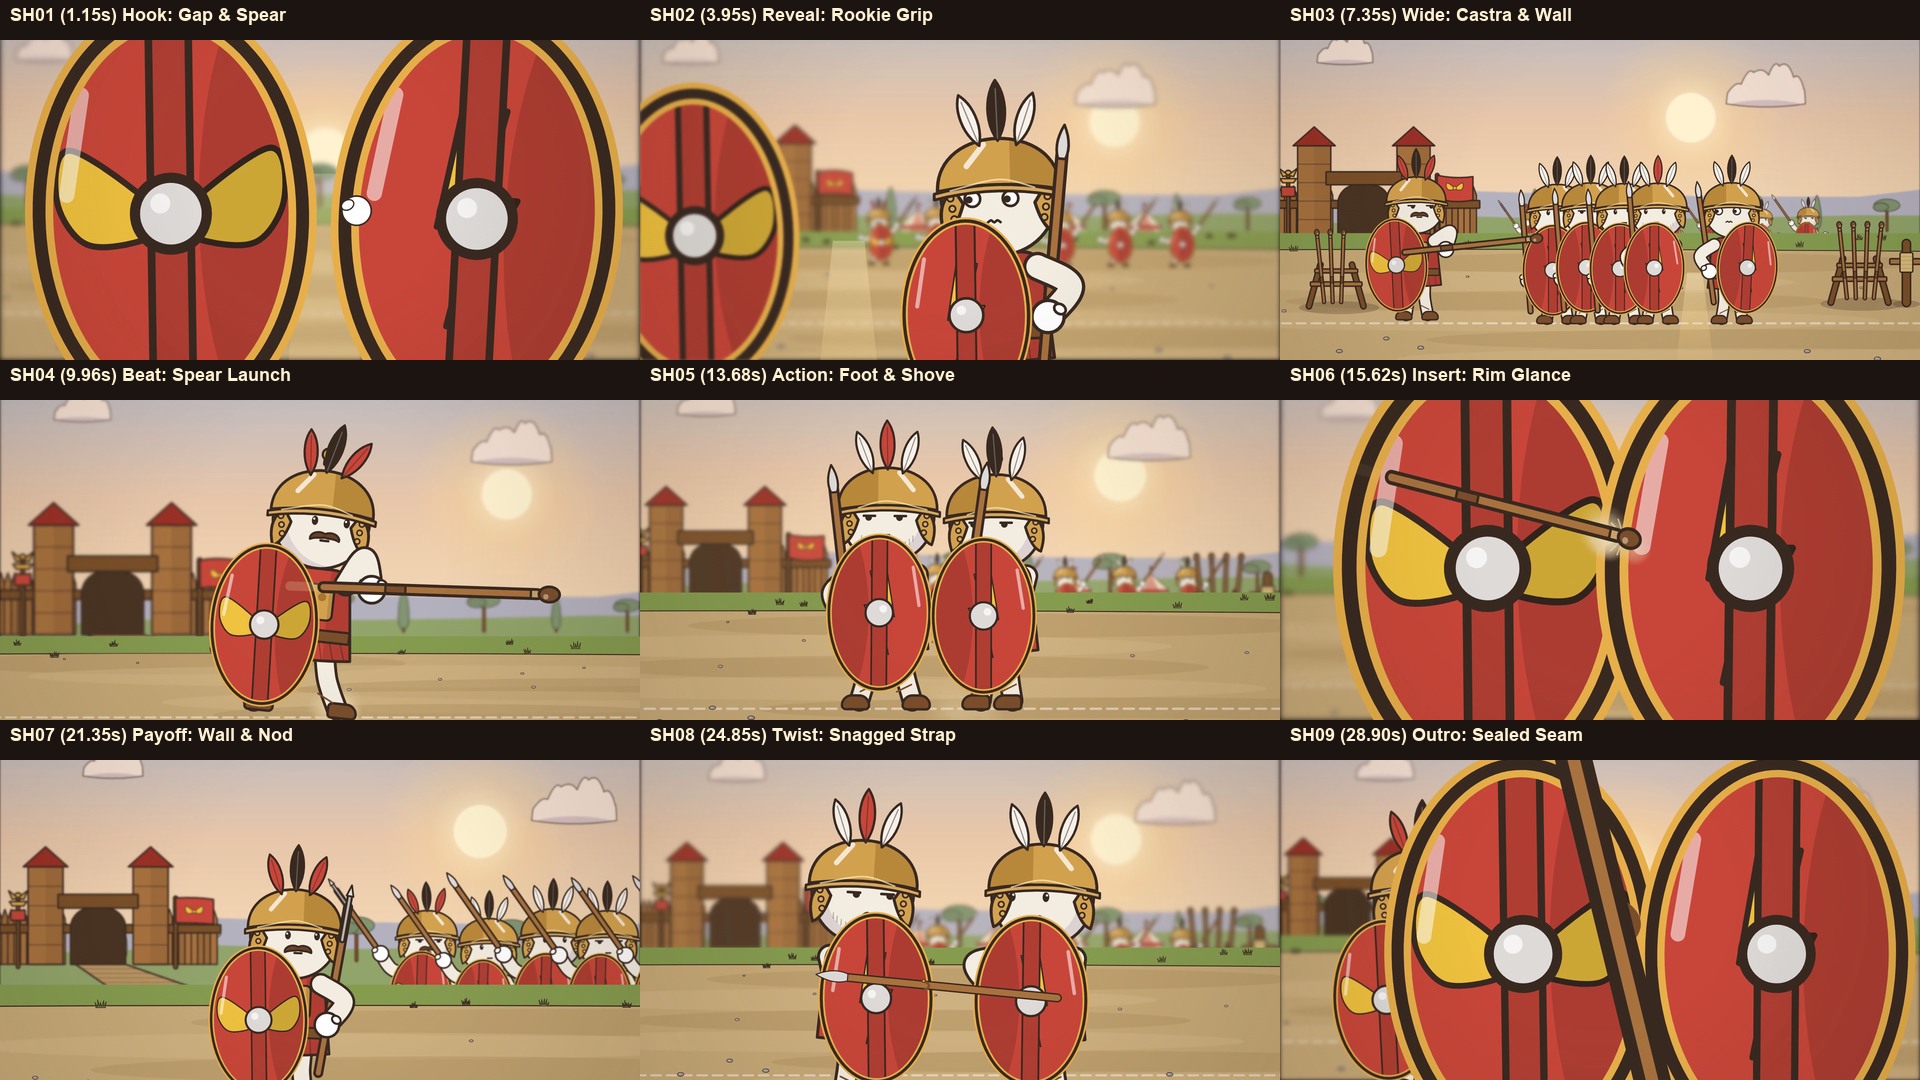 SH01 (1.15s) Hook: Gap & Spear
SH02 (3.95s) Reveal: Rookie Grip
SH03 (7.35s) Wide: Castra & Wall
SH04 (9.96s) Beat: Spear Launch
SH05 (13.68s) Action: Foot & Shove
SH06 (15.62s) Insert: Rim Glance
SH07 (21.35s) Payoff: Wall & Nod
SH08 (24.85s) Twist: Snagged Strap
SH09 (28.90s) Outro: Sealed Seam